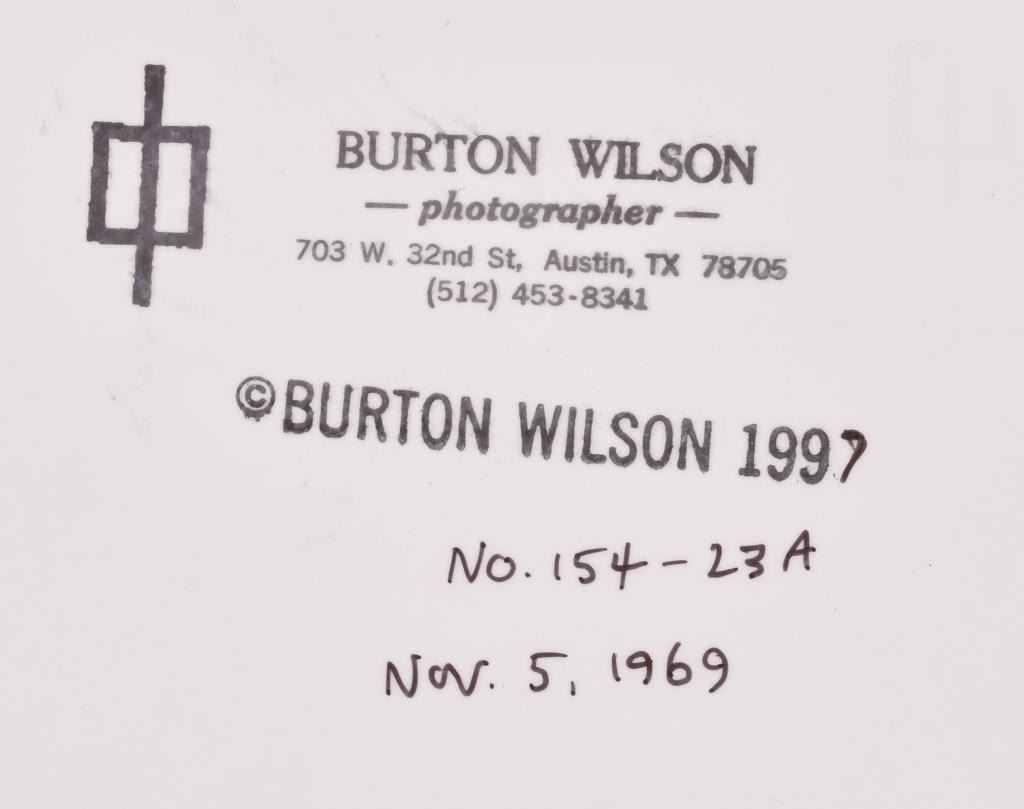 BURTON WILSON
— photographer —
703 W. 32nd St, Austin, TX 78705
(512) 453-8341
©BURTON WILSON 1997
No. 154-23A
Nov. 5, 1969